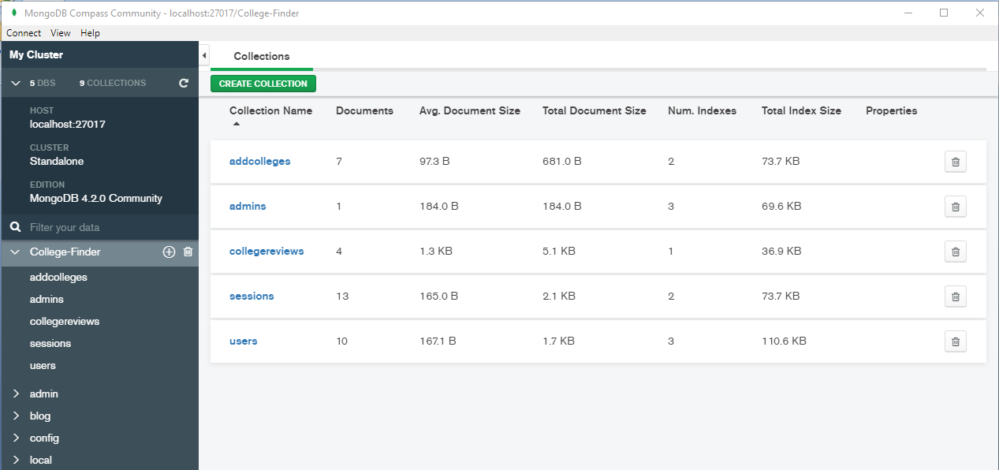 MongoDB Compass Community - localhost:27017/College-Finder
Connect View Help
My Cluster
5 DBS 9 COLLECTIONS
HOST
localhost:27017
CLUSTER
Standalone
EDITION
MongoDB 4.2.0 Community
Filter your data
College-Finder
addcolleges
admins
collegereviews
sessions
users
admin
blog
config
local
Collections
CREATE COLLECTION
Collection Name Documents Avg. Document Size Total Document Size Num. Indexes Total Index Size Properties
addcolleges 7 97.3 B 681.0 B 2 73.7 KB
admins 1 184.0 B 184.0 B 3 69.6 KB
collegereviews 4 1.3 KB 5.1 KB 1 36.9 KB
sessions 13 165.0 B 2.1 KB 2 73.7 KB
users 10 167.1 B 1.7 KB 3 110.6 KB